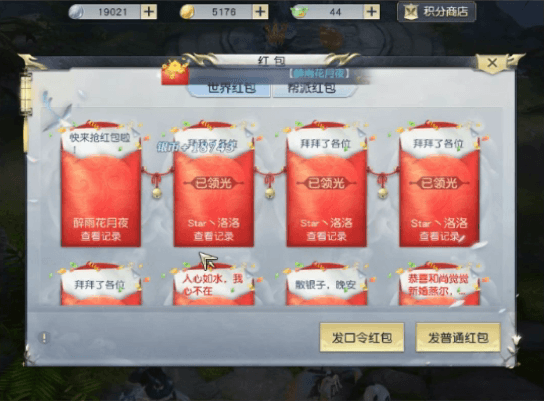 19021
5176
44
积分商店
红包
【醉雨花月夜】
世界红包
帮派红包
快来抢红包啦
！
醉雨花月夜
查看记录
拜拜了各位
银币+15743
已领光
Star丶洛洛
查看记录
拜拜了各位
已领光
Star丶洛洛
查看记录
拜拜了各位
已领光
Star丶洛洛
查看记录
拜拜了各位
人心如水，我
心不在
散银子，晚安
恭喜和尚觉觉
新婚燕尔，…
发口令红包
发普通红包